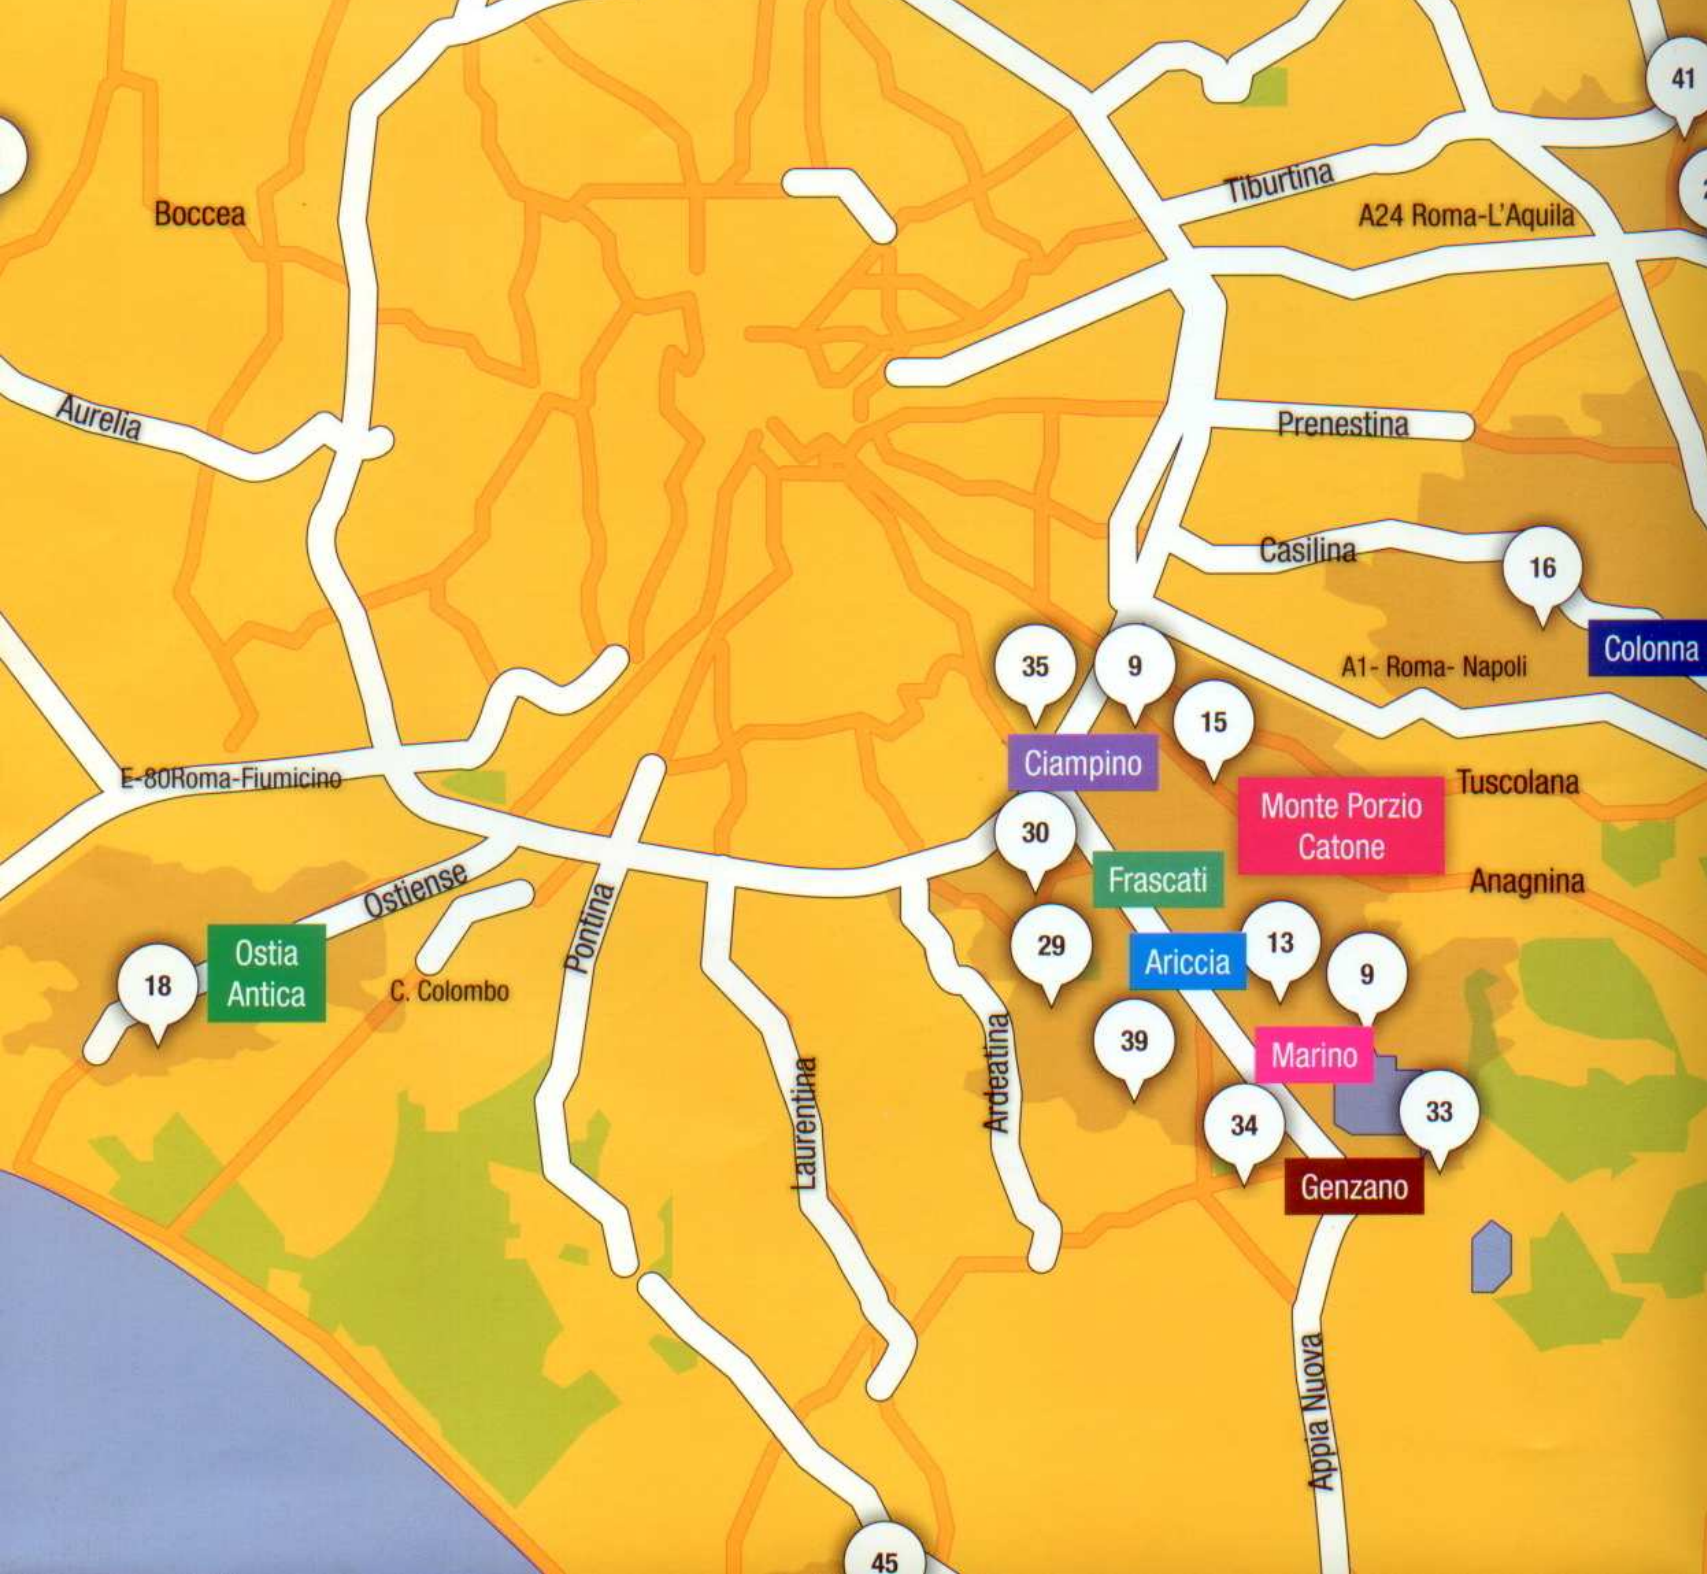 41
Tiburtina
Boccea
A24 Roma-L'Aquila
Aurelia
Prenestina
Casilina
16
Colonna
35
9
A1- Roma- Napoli
15
Ciampino
E-80Roma-Fiumicino
Tuscolana
Monte Porzio
Catone
30
Frascati
Anagnina
Ostiense
Pontina
29
13
Ariccia
9
Ostia
Antica
18
C. Colombo
39
Ardeatina
Marino
Laurentina
34
33
Genzano
Appia Nuova
45